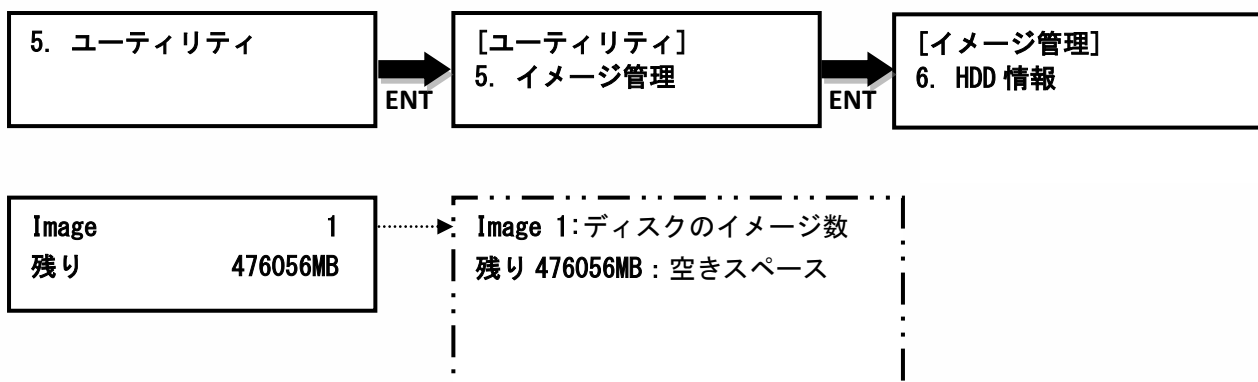 5. ユーティリティ
ENT
[ユーティリティ]
5. イメージ管理
ENT
[イメージ管理]
6. HDD 情報
Image 1
残り 476056MB
Image 1:ディスクのイメージ数
残り 476056MB：空きスペース